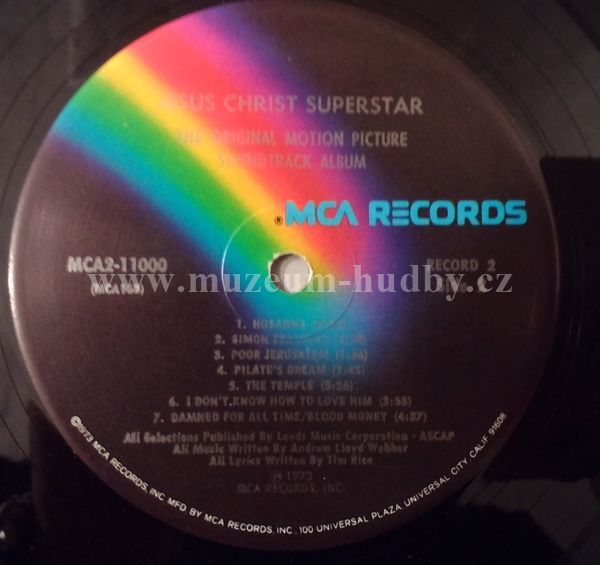 JESUS CHRIST SUPERSTAR
THE ORIGINAL MOTION PICTURE
SOUNDTRACK ALBUM
® MCA RECORDS
MCA2-11000
RECORD 2
www.muzeum-hudby.cz
1. HOSANNA
2. SIMON ZEALOTES
3. POOR JERUSALEM (1:36)
4. PILATE'S DREAM (1:45)
5. THE TEMPLE (5:26)
6. I DON'T KNOW HOW TO LOVE HIM (3:55)
7. DAMNED FOR ALL TIME/BLOOD MONEY (4:37)
All Selections Published By Leeds Music Corporation - ASCAP
All Music Written By Andrew Lloyd Webber
All Lyrics Written By Tim Rice
℗ 1973
MCA RECORDS, INC.
©1973 MCA RECORDS, INC. MFD BY MCA RECORDS, INC., 100 UNIVERSAL PLAZA, UNIVERSAL CITY, CALIF. 91608